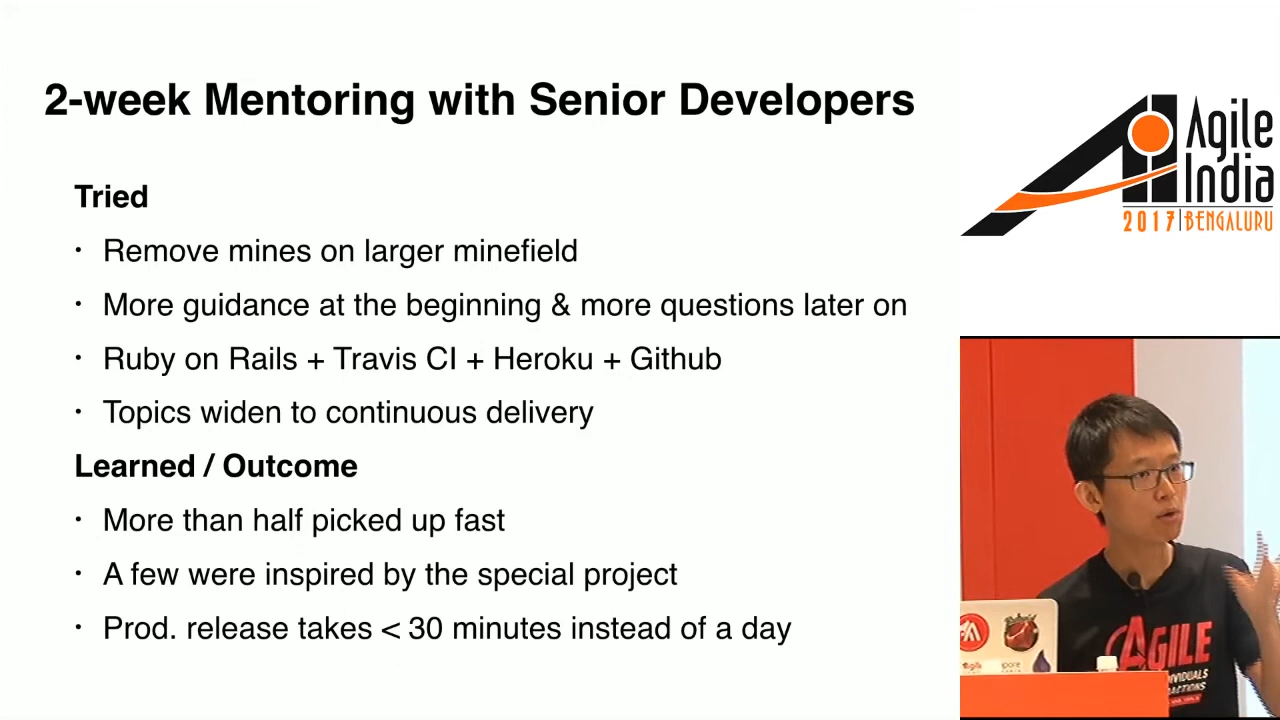 2-week Mentoring with Senior Developers
Tried
• Remove mines on larger minefield
• More guidance at the beginning & more questions later on
• Ruby on Rails + Travis CI + Heroku + Github
• Topics widen to continuous delivery
Learned / Outcome
• More than half picked up fast
• A few were inspired by the special project
• Prod. release takes < 30 minutes instead of a day
Agile
India
2017 | BENGALURU
AGILE